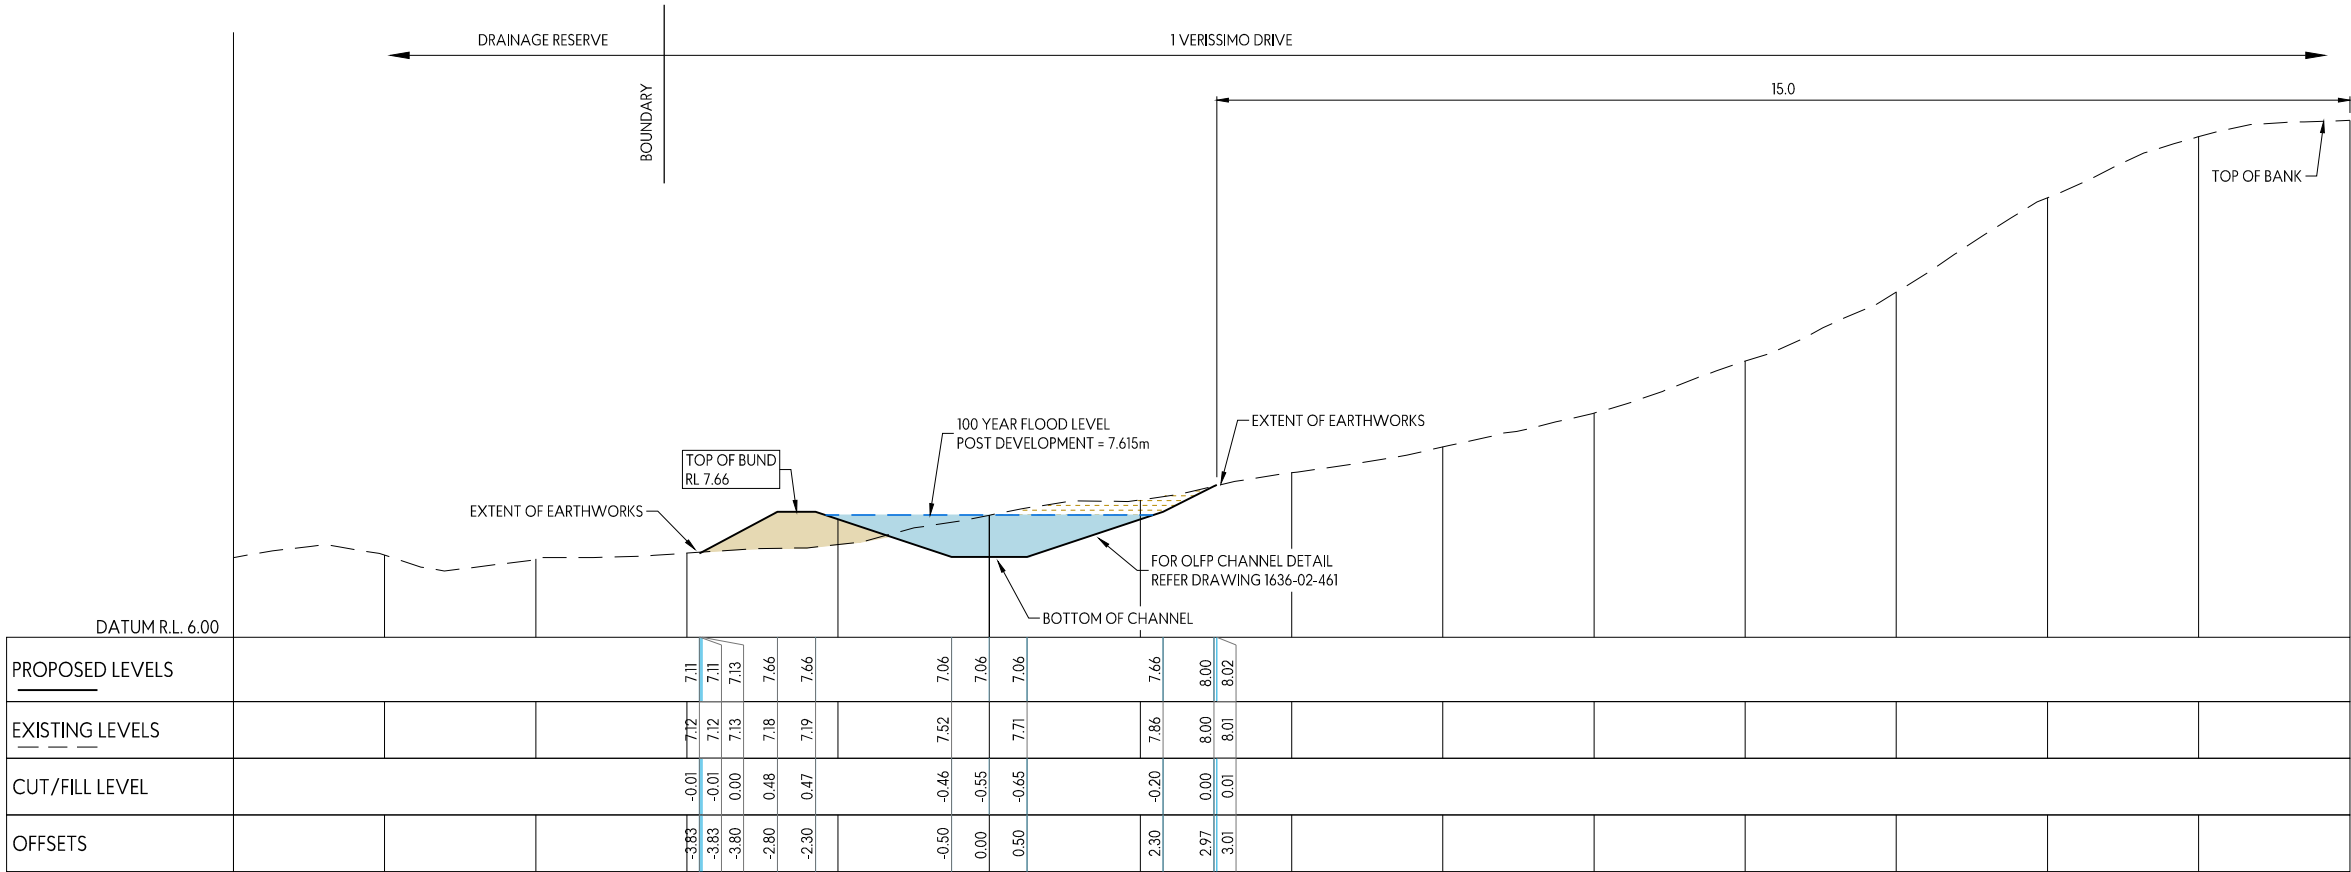 DRAINAGE RESERVE
1 VERISSIMO DRIVE
BOUNDARY
15.0
TOP OF BANK
100 YEAR FLOOD LEVEL
POST DEVELOPMENT = 7.615m
EXTENT OF EARTHWORKS
TOP OF BUND
RL 7.66
EXTENT OF EARTHWORKS
FOR OLFP CHANNEL DETAIL
REFER DRAWING 1636-02-461
BOTTOM OF CHANNEL
DATUM R.L. 6.00
PROPOSED LEVELS 7.11 7.11 7.13 7.66 7.66 7.06 7.06 7.06 7.66 8.00 8.02
EXISTING LEVELS 7.12 7.12 7.13 7.18 7.19 7.52 7.71 7.86 8.00 8.01
CUT/FILL LEVEL -0.01 -0.01 0.00 0.48 0.47 -0.46 -0.55 -0.65 -0.20 0.00 0.01
OFFSETS -3.83 -3.83 -3.80 -2.80 -2.30 -0.50 0.00 0.50 2.30 2.97 3.01